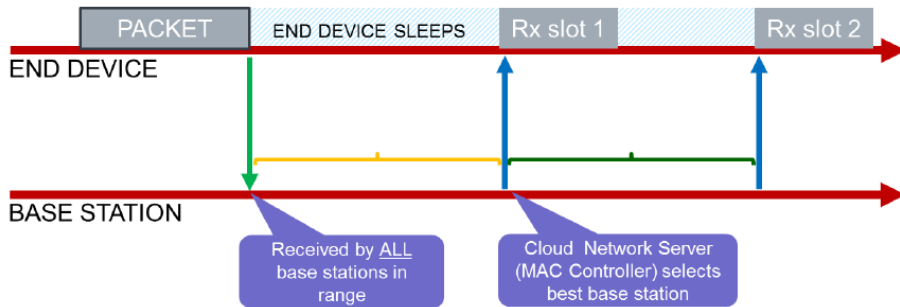 PACKET
END DEVICE SLEEPS
Rx slot 1
Rx slot 2
END DEVICE
BASE STATION
Received by ALL
base stations in
range
Cloud Network Server
(MAC Controller) selects
best base station